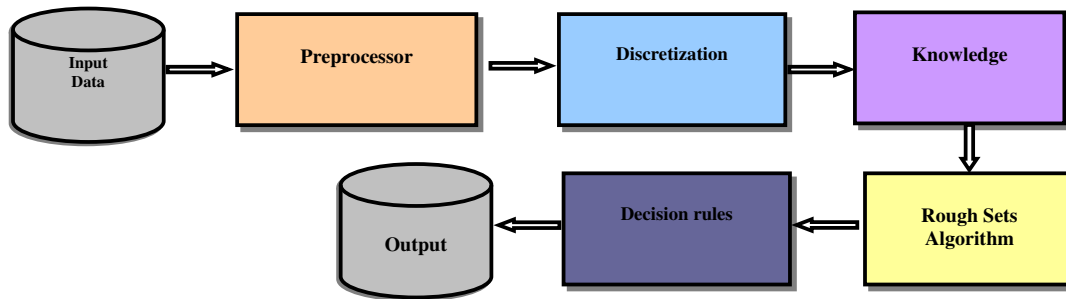 Input
Data
Preprocessor
Discretization
Knowledge
Rough Sets
Algorithm
Decision rules
Output